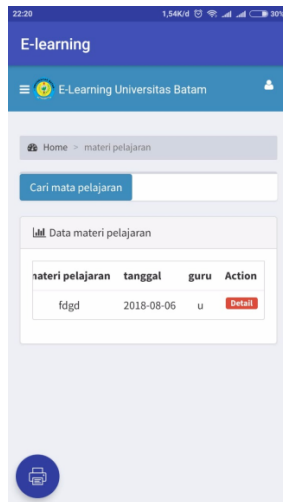 22:20 1,54K/d 30%
E-learning
E-Learning Universitas Batam
Home > materi pelajaran
Cari mata pelajaran
Data materi pelajaran
materi pelajaran tanggal guru Action
fdgd 2018-08-06 u Detail